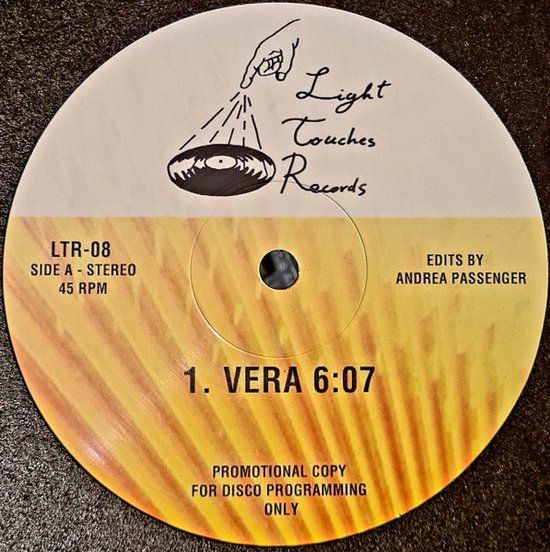 Light
Touches
Records
LTR-08
SIDE A - STEREO
45 RPM
EDITS BY
ANDREA PASSENGER
1. VERA 6:07
PROMOTIONAL COPY
FOR DISCO PROGRAMMING
ONLY